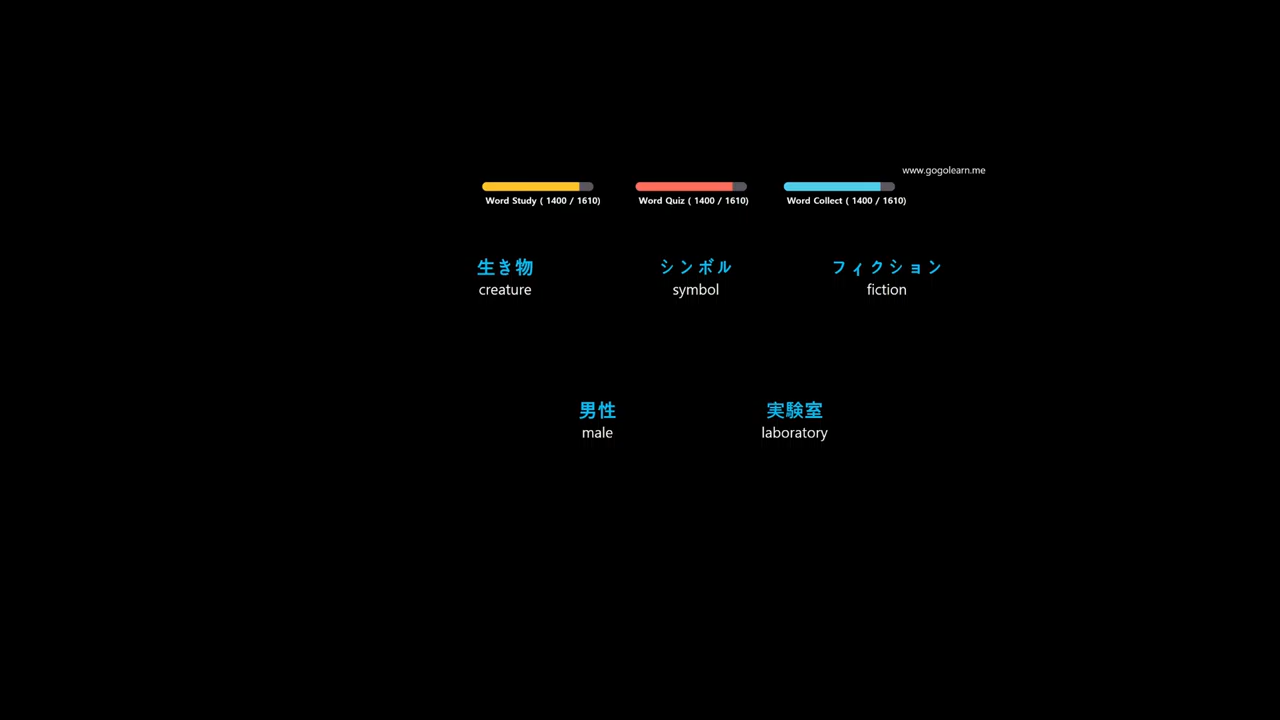 www.gogolearn.me
Word Study ( 1400 / 1610)
Word Quiz ( 1400 / 1610)
Word Collect ( 1400 / 1610)
生き物
creature
シンボル
symbol
フィクション
fiction
男性
male
実験室
laboratory